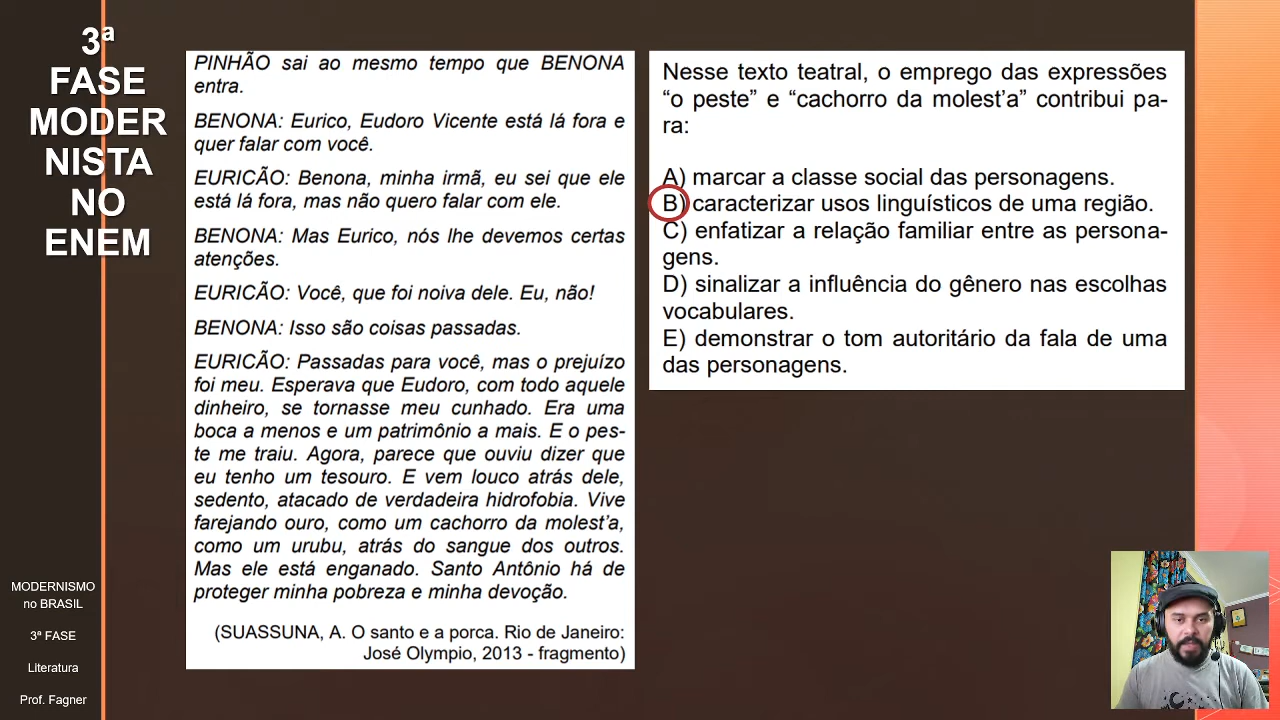 3ª
FASE
MODER
NISTA
NO
ENEM
PINHÃO sai ao mesmo tempo que BENONA
entra.
BENONA: Eurico, Eudoro Vicente está lá fora e
quer falar com você.
EURICÃO: Benona, minha irmã, eu sei que ele
está lá fora, mas não quero falar com ele.
BENONA: Mas Eurico, nós lhe devemos certas
atenções.
EURICÃO: Você, que foi noiva dele. Eu, não!
BENONA: Isso são coisas passadas.
EURICÃO: Passadas para você, mas o prejuízo
foi meu. Esperava que Eudoro, com todo aquele
dinheiro, se tornasse meu cunhado. Era uma
boca a menos e um patrimônio a mais. E o pes-
te me traiu. Agora, parece que ouviu dizer que
eu tenho um tesouro. E vem louco atrás dele,
sedento, atacado de verdadeira hidrofobia. Vive
farejando ouro, como um cachorro da molest’a,
como um urubu, atrás do sangue dos outros.
Mas ele está enganado. Santo Antônio há de
proteger minha pobreza e minha devoção.
(SUASSUNA, A. O santo e a porca. Rio de Janeiro:
José Olympio, 2013 - fragmento)
Nesse texto teatral, o emprego das expressões
“o peste” e “cachorro da molest’a” contribui pa-
ra:
A) marcar a classe social das personagens.
B) caracterizar usos linguísticos de uma região.
C) enfatizar a relação familiar entre as persona-
gens.
D) sinalizar a influência do gênero nas escolhas
vocabulares.
E) demonstrar o tom autoritário da fala de uma
das personagens.
MODERNISMO
no BRASIL
3ª FASE
Literatura
Prof. Fagner